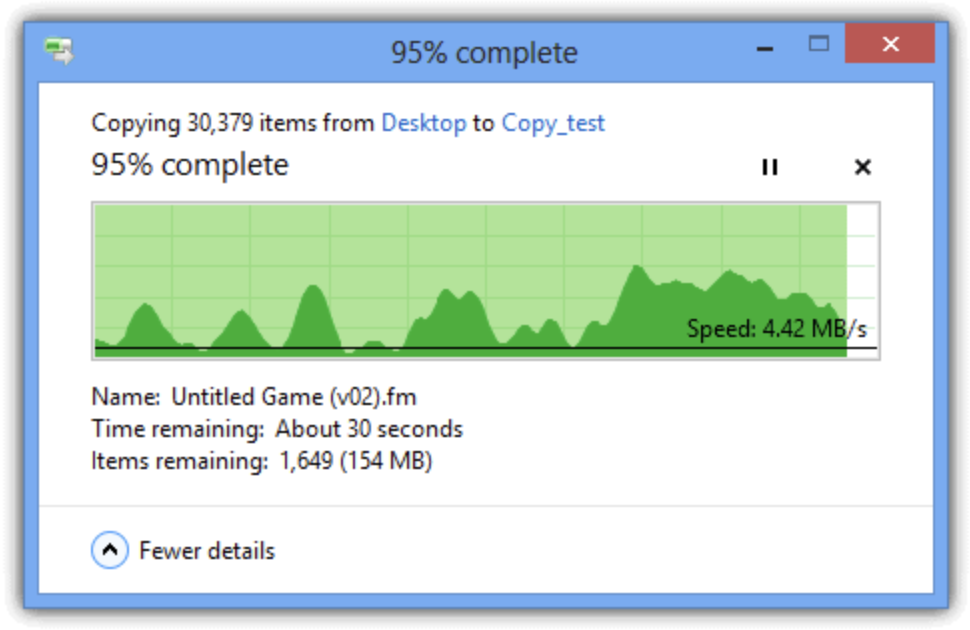 95% complete
Copying 30,379 items from Desktop to Copy_test
95% complete
Speed: 4.42 MB/s
Name: Untitled Game (v02).fm
Time remaining: About 30 seconds
Items remaining: 1,649 (154 MB)
Fewer details